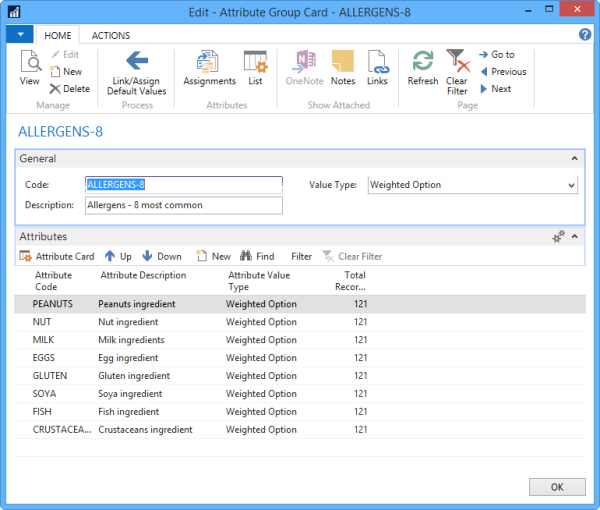 Edit - Attribute Group Card - ALLERGENS-8
HOME ACTIONS
View
Edit
New
Delete
Manage
Link/Assign
Default Values
Process
Assignments
List
Attributes
OneNote
Notes
Links
Show Attached
Refresh
Clear
Filter
Go to
Previous
Next
Page
ALLERGENS-8
General
Code: ALLERGENS-8 Value Type: Weighted Option
Description: Allergens - 8 most common
Attributes
Attribute Card Up Down New Find Filter Clear Filter
Attribute Attribute Description Attribute Value Total
Code Type Recor...
PEANUTS Peanuts ingredient Weighted Option 121
NUT Nut ingredient Weighted Option 121
MILK Milk ingredients Weighted Option 121
EGGS Egg ingredient Weighted Option 121
GLUTEN Gluten ingredient Weighted Option 121
SOYA Soya ingredient Weighted Option 121
FISH Fish ingredient Weighted Option 121
CRUSTACEA... Crustaceans ingredient Weighted Option 121
OK